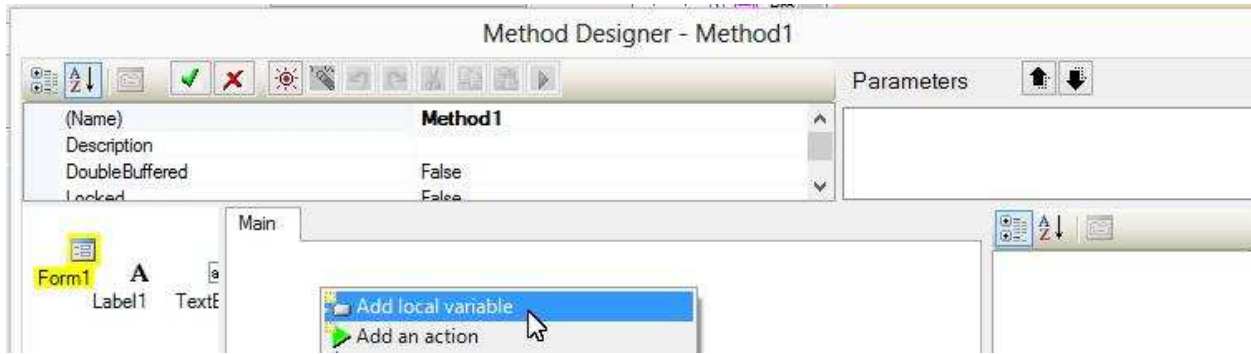 Method Designer - Method1
Parameters
(Name) Method1
Description
DoubleBuffered False
Locked False
Main
Form1
A
Label1
Add local variable
Add an action